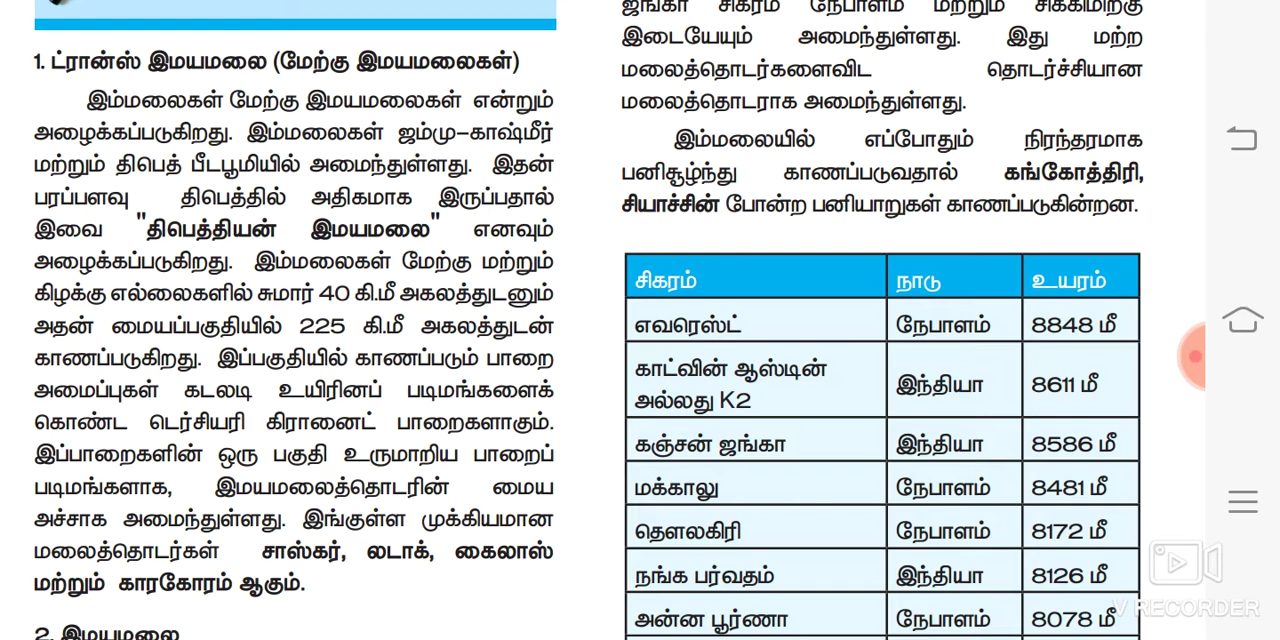 1. ட்ரான்ஸ் இமயமலை (மேற்கு இமயமலைகள்)
இம்மலைகள் மேற்கு இமயமலைகள் என்றும்
அழைக்கப்படுகிறது. இம்மலைகள் ஜம்மு–காஷ்மீர்
மற்றும் திபெத் பீடபூமியில் அமைந்துள்ளது. இதன்
பரப்பளவு திபெத்தில் அதிகமாக இருப்பதால்
இவை "திபெத்தியன் இமயமலை" எனவும்
அழைக்கப்படுகிறது. இம்மலைகள் மேற்கு மற்றும்
கிழக்கு எல்லைகளில் சுமார் 40 கி.மீ அகலத்துடனும்
அதன் மையப்பகுதியில் 225 கி.மீ அகலத்துடன்
காணப்படுகிறது. இப்பகுதியில் காணப்படும் பாறை
அமைப்புகள் கடலடி உயிரினப் படிமங்களைக்
கொண்ட டெர்சியரி கிரானைட் பாறைகளாகும்.
இப்பாறைகளின் ஒரு பகுதி உருமாறிய பாறைப்
படிமங்களாக, இமயமலைத்தொடரின் மைய
அச்சாக அமைந்துள்ளது. இங்குள்ள முக்கியமான
மலைத்தொடர்கள் சாஸ்கர், லடாக், கைலாஸ்
மற்றும் காரகோரம் ஆகும்.
2. இமயமலை
ஜங்கா சிகரம் நேபாளம் மற்றும் சிக்கிமிற்கு
இடையேயும் அமைந்துள்ளது. இது மற்ற
மலைத்தொடர்களைவிட தொடர்ச்சியான
மலைத்தொடராக அமைந்துள்ளது.
இம்மலையில் எப்போதும் நிரந்தரமாக
பனிசூழ்ந்து காணப்படுவதால் கங்கோத்திரி,
சியாச்சின் போன்ற பனியாறுகள் காணப்படுகின்றன.
சிகரம் நாடு உயரம்
எவரெஸ்ட் நேபாளம் 8848 மீ
காட்வின் ஆஸ்டின்
அல்லது K2 இந்தியா 8611 மீ
கஞ்சன் ஜங்கா இந்தியா 8586 மீ
மக்காலு நேபாளம் 8481 மீ
தௌலகிரி நேபாளம் 8172 மீ
நங்க பர்வதம் இந்தியா 8126 மீ
அன்ன பூர்ணா நேபாளம் 8078 மீ
V RECORDER